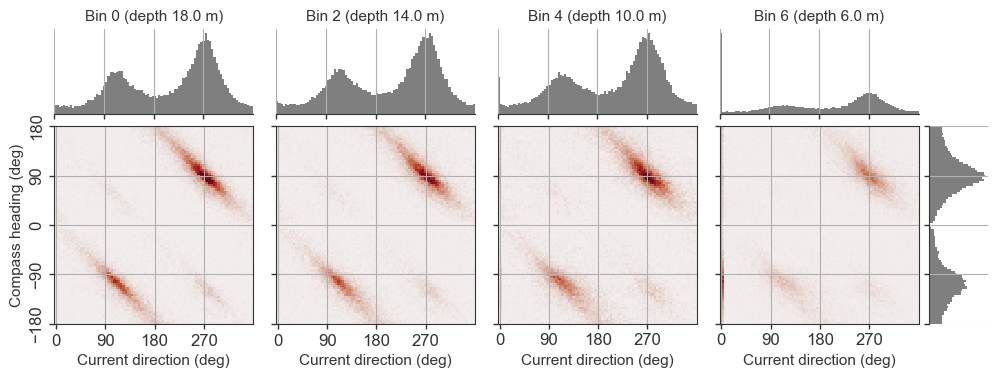 Bin 0 (depth 18.0 m) Bin 2 (depth 14.0 m) Bin 4 (depth 10.0 m) Bin 6 (depth 6.0 m)
Compass heading (deg)
180
90
0
−90
−180
0 90 180 270 0 90 180 270 0 90 180 270 0 90 180 270
Current direction (deg) Current direction (deg) Current direction (deg) Current direction (deg)